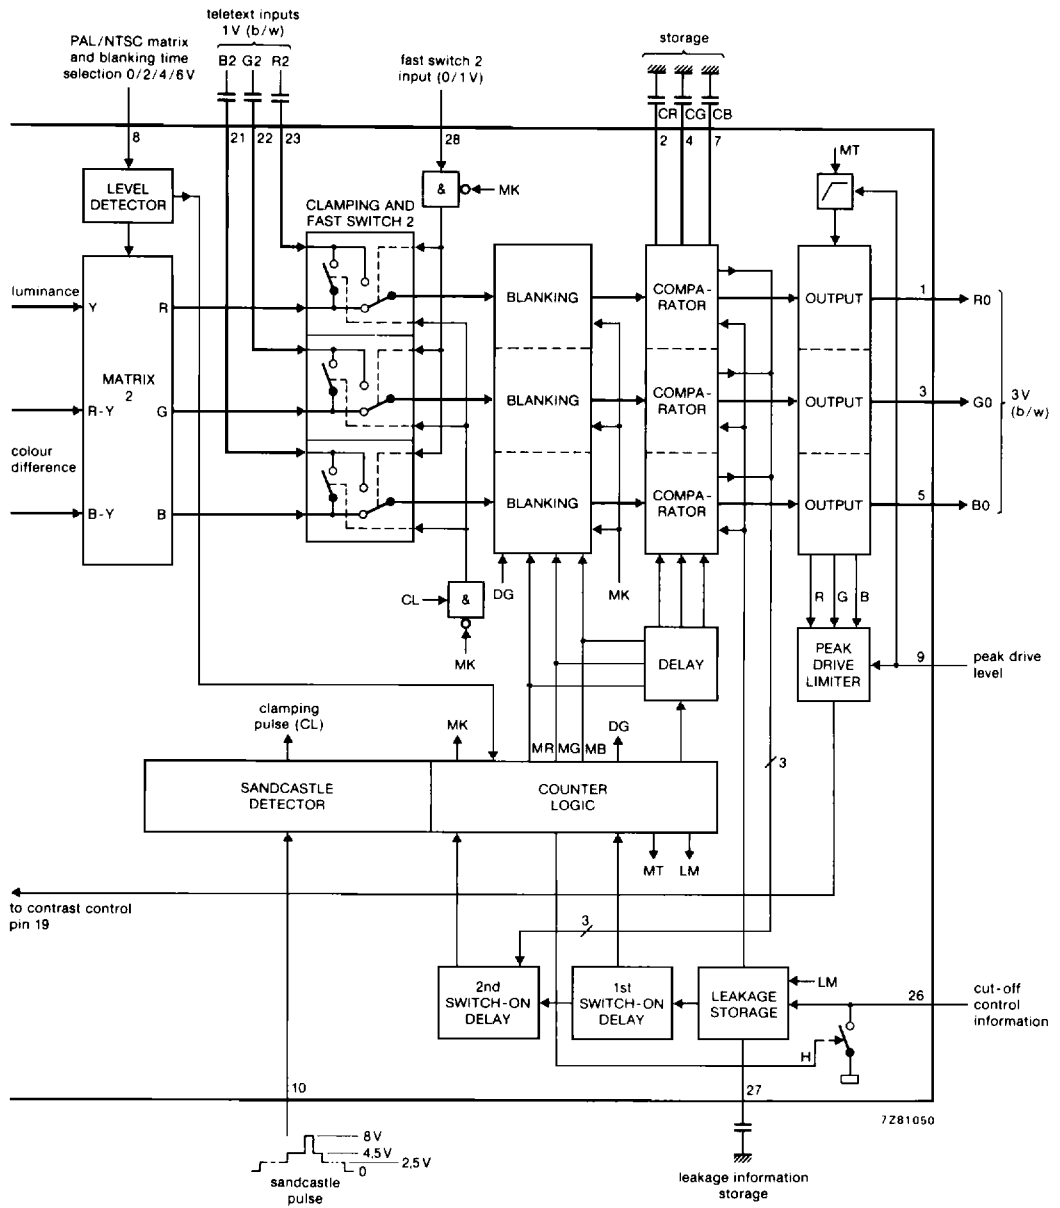 teletext inputs
1 V (b/w)
PAL/NTSC matrix
and blanking time
selection 0/2/4/6 V
B2 G2 R2
fast switch 2
input (0/1 V)
storage
CR CG CB
8
21 22 23
28
2 4 7
MT
LEVEL
DETECTOR
&
MK
CLAMPING AND
FAST SWITCH 2
luminance
Y
R
BLANKING
COMPA-
RATOR
OUTPUT
1
R0
MATRIX
2
R-Y
G
BLANKING
COMPA-
RATOR
OUTPUT
3
G0
3 V
(b/w)
colour
difference
B-Y
B
BLANKING
COMPA-
RATOR
OUTPUT
5
B0
CL
&
MK
DG
MK
R G B
DELAY
PEAK
DRIVE
LIMITER
9
peak drive
level
clamping
pulse (CL)
MK
MR MG MB
DG
3
SANDCASTLE
DETECTOR
COUNTER
LOGIC
MT LM
to contrast control
pin 19
3
2nd
SWITCH-ON
DELAY
1st
SWITCH-ON
DELAY
LEAKAGE
STORAGE
LM
26
cut-off
control
information
H
10
27
7Z81050
8 V
4,5 V
2,5 V
0
sandcastle
pulse
leakage information
storage